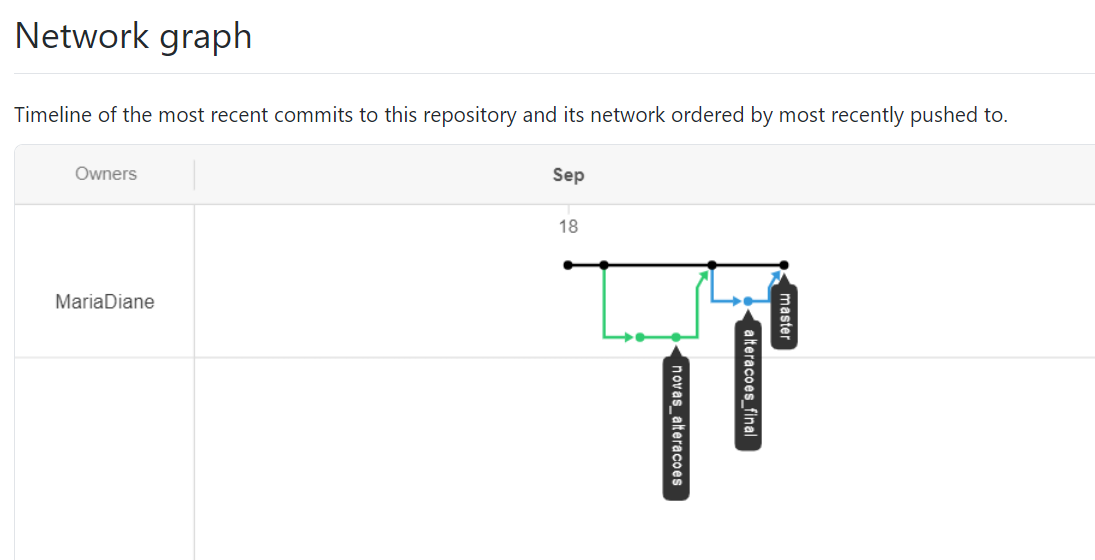 Network graph
Timeline of the most recent commits to this repository and its network ordered by most recently pushed to.
Owners
Sep
18
MariaDiane
master
alteracoes_final
novas_alteracoes